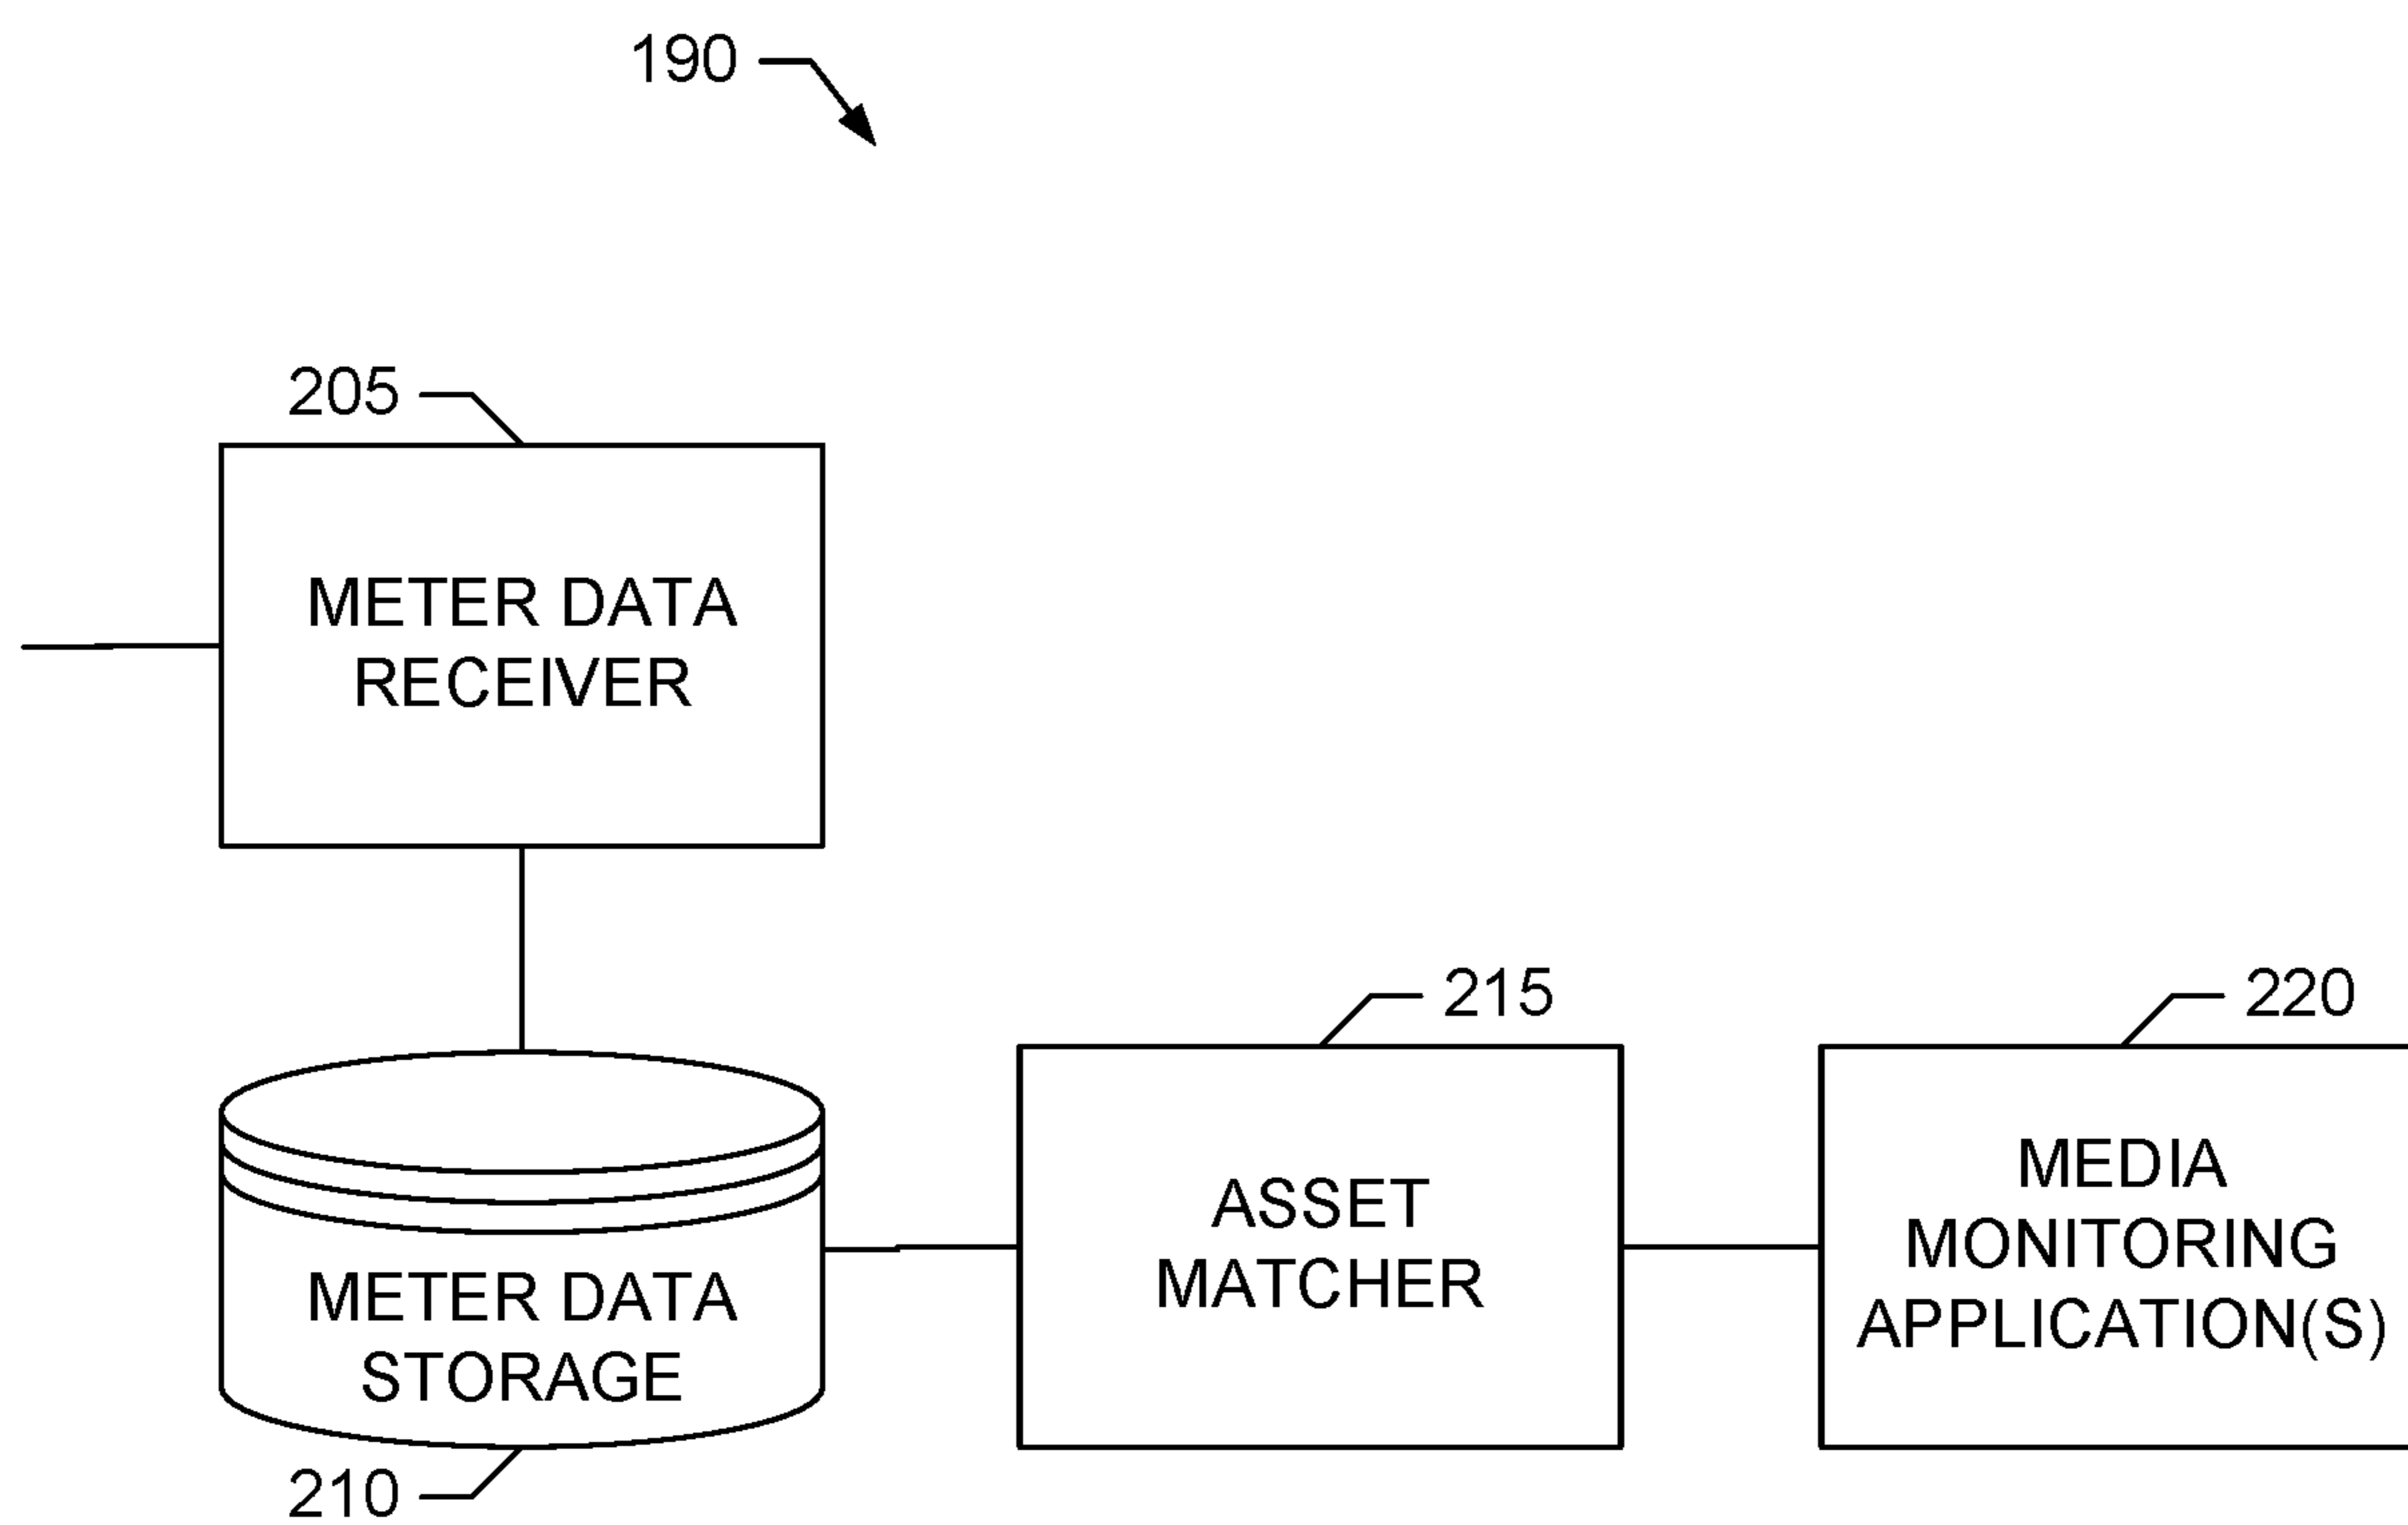 190
205
METER DATA
RECEIVER
215
220
MEDIA
MONITORING
APPLICATION(S)
ASSET
MATCHER
METER DATA
STORAGE
210